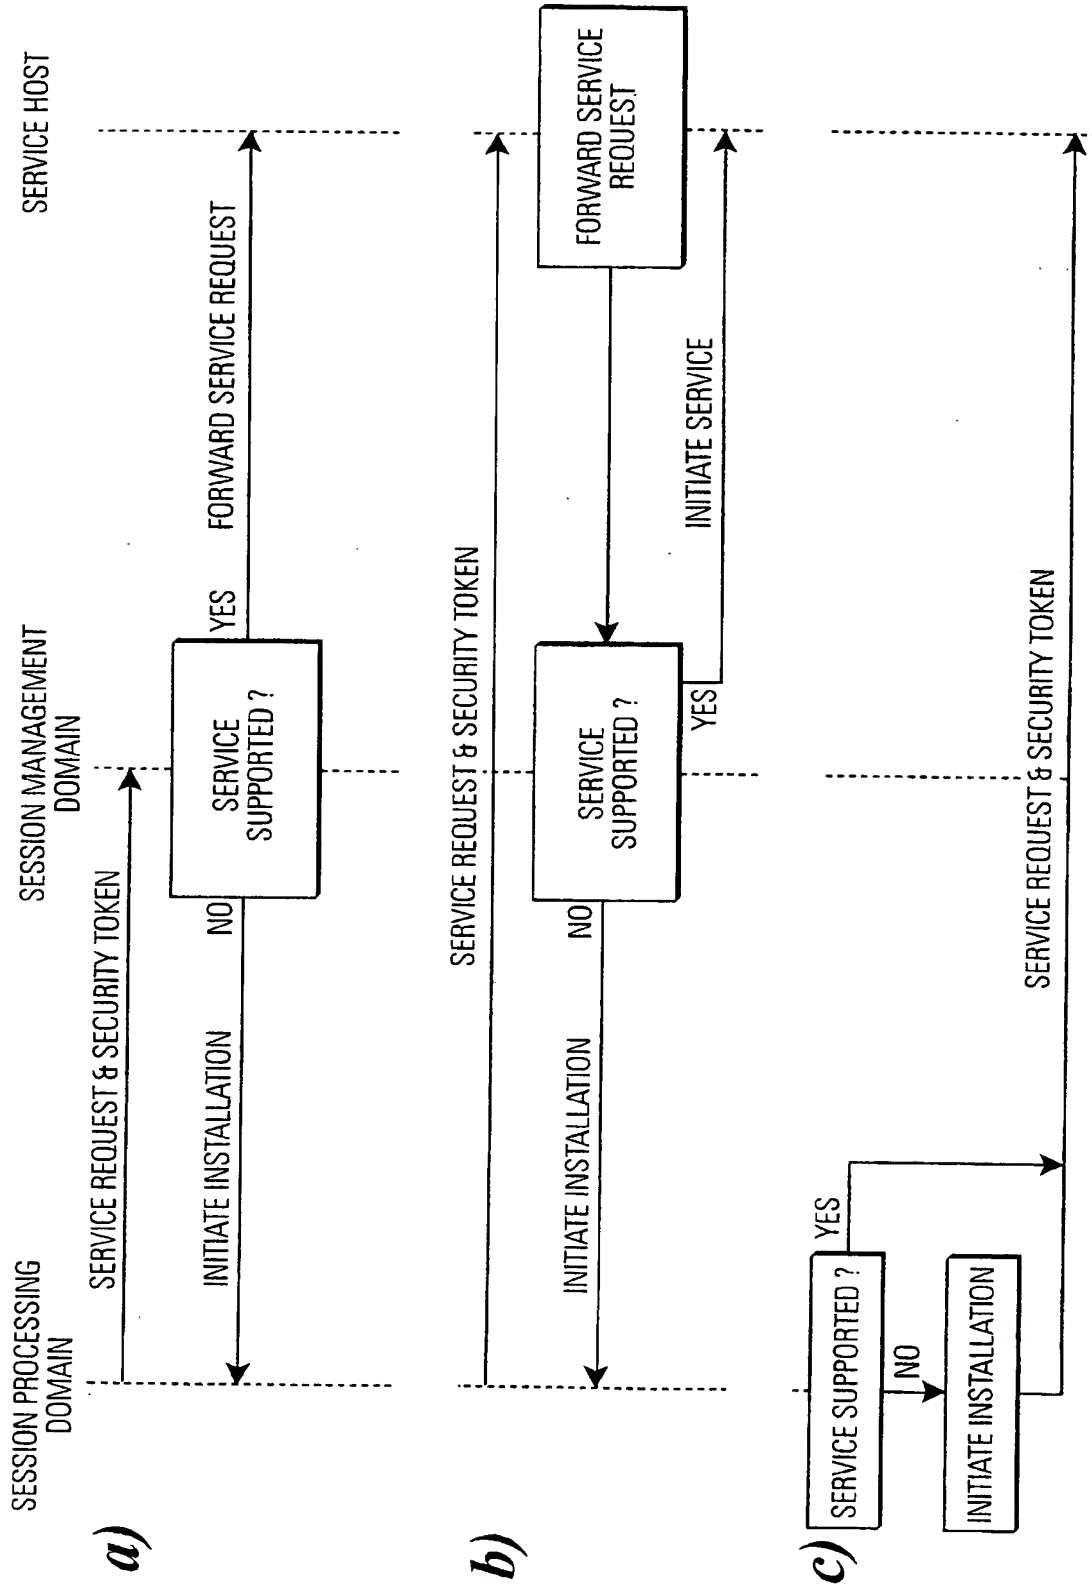 SESSION PROCESSING
DOMAIN
SESSION MANAGEMENT
DOMAIN
SERVICE HOST
a)
SERVICE REQUEST & SECURITY TOKEN
INITIATE INSTALLATION
NO
SERVICE
SUPPORTED ?
YES
FORWARD SERVICE REQUEST
b)
SERVICE REQUEST & SECURITY TOKEN
INITIATE INSTALLATION
NO
SERVICE
SUPPORTED ?
YES
INITIATE SERVICE
FORWARD SERVICE
REQUEST
c)
SERVICE SUPPORTED ?
YES
NO
INITIATE INSTALLATION
SERVICE REQUEST & SECURITY TOKEN